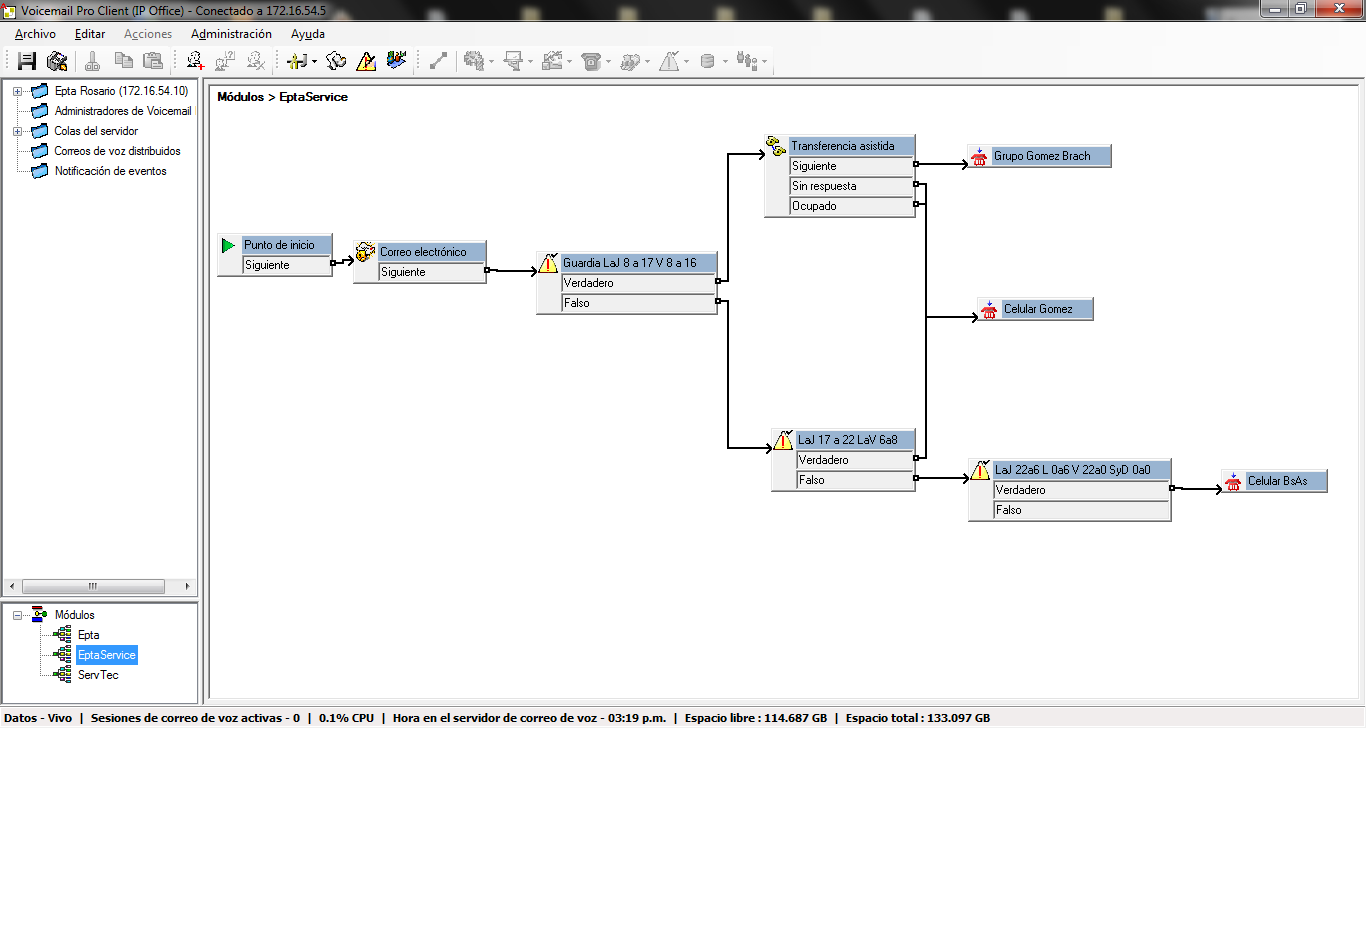 Voicemail Pro Client (IP Office) - Conectado a 172.16.54.5
Archivo Editar Acciones Administración Ayuda
Epta Rosario (172.16.54.10)
Administradores de Voicemail
Colas del servidor
Correos de voz distribuidos
Notificación de eventos
Módulos
Epta
EptaService
ServTec
Módulos > EptaService
Punto de inicio
Siguiente
Correo electrónico
Siguiente
Guardia LaJ 8 a 17 V 8 a 16
Verdadero
Falso
Transferencia asistida
Siguiente
Sin respuesta
Ocupado
Grupo Gomez Brach
Celular Gomez
LaJ 17 a 22 LaV 6a8
Verdadero
Falso
LaJ 22a6 L 0a6 V 22a0 SyD 0a0
Verdadero
Falso
Celular BsAs
Datos - Vivo | Sesiones de correo de voz activas - 0 | 0.1% CPU | Hora en el servidor de correo de voz - 03:19 p.m. | Espacio libre : 114.687 GB | Espacio total : 133.097 GB